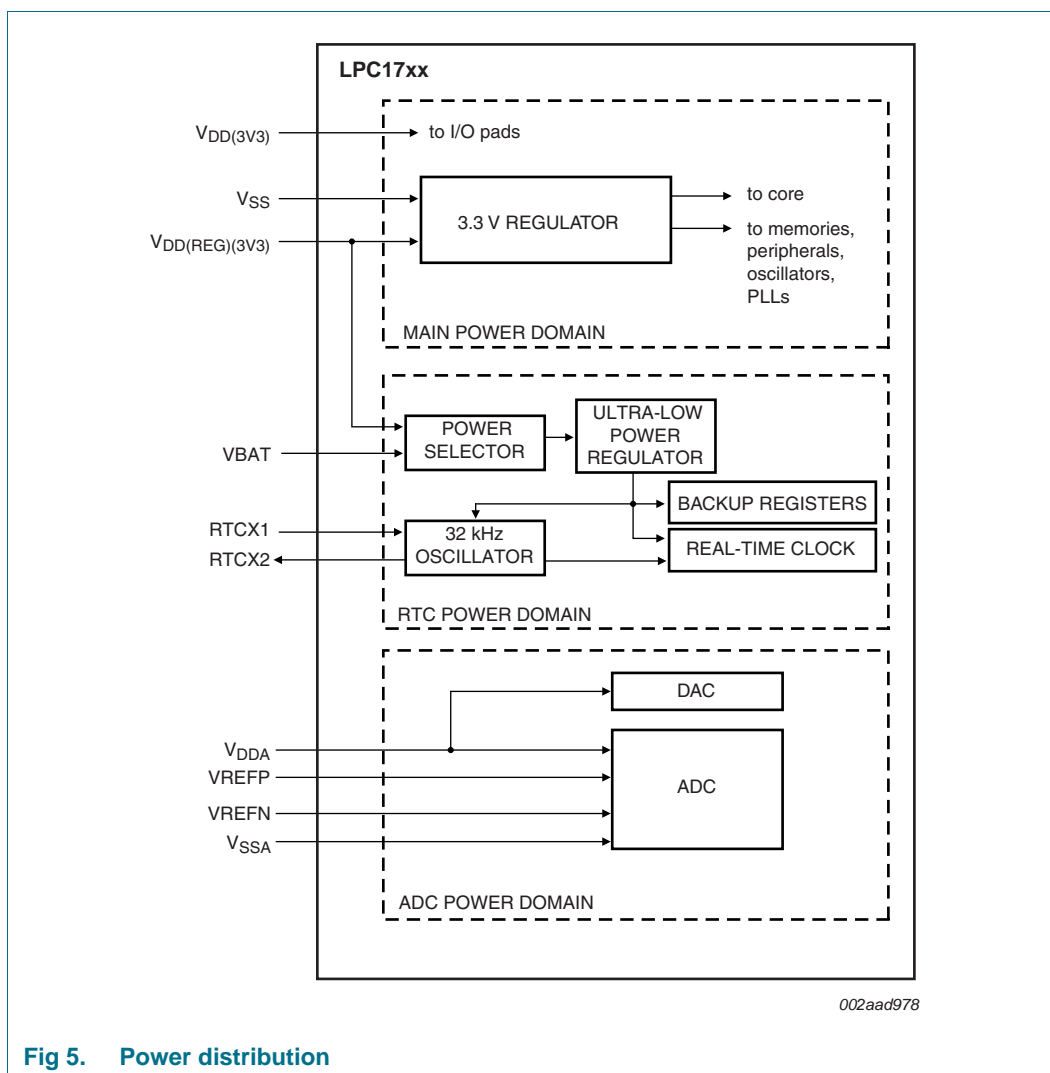 LPC17xx
VDD(3V3)
to I/O pads
VSS
3.3 V REGULATOR
to core
VDD(REG)(3V3)
to memories,
peripherals,
oscillators,
PLLs
MAIN POWER DOMAIN
POWER
SELECTOR
ULTRA-LOW
POWER
REGULATOR
VBAT
BACKUP REGISTERS
RTCX1
32 kHz
OSCILLATOR
REAL-TIME CLOCK
RTCX2
RTC POWER DOMAIN
DAC
VDDA
VREFP
ADC
VREFN
VSSA
ADC POWER DOMAIN
002aad978
Fig 5. Power distribution